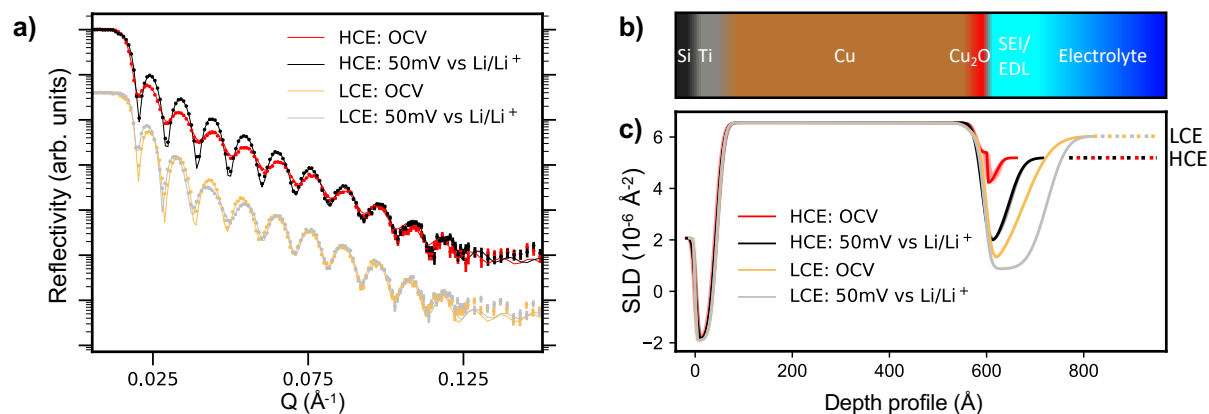 a)
HCE: OCV
HCE: 50mV vs Li/Li⁺
LCE: OCV
LCE: 50mV vs Li/Li⁺
Reflectivity (arb. units)
0.025
0.075
0.125
Q (Å⁻¹)
b)
Si
Ti
Cu
Cu₂O
SEI/
EDL
Electrolyte
c)
6
4
2
0
−2
SLD (10⁻⁶ Å⁻²)
LCE
HCE
HCE: OCV
HCE: 50mV vs Li/Li⁺
LCE: OCV
LCE: 50mV vs Li/Li⁺
0
200
400
600
800
Depth profile (Å)